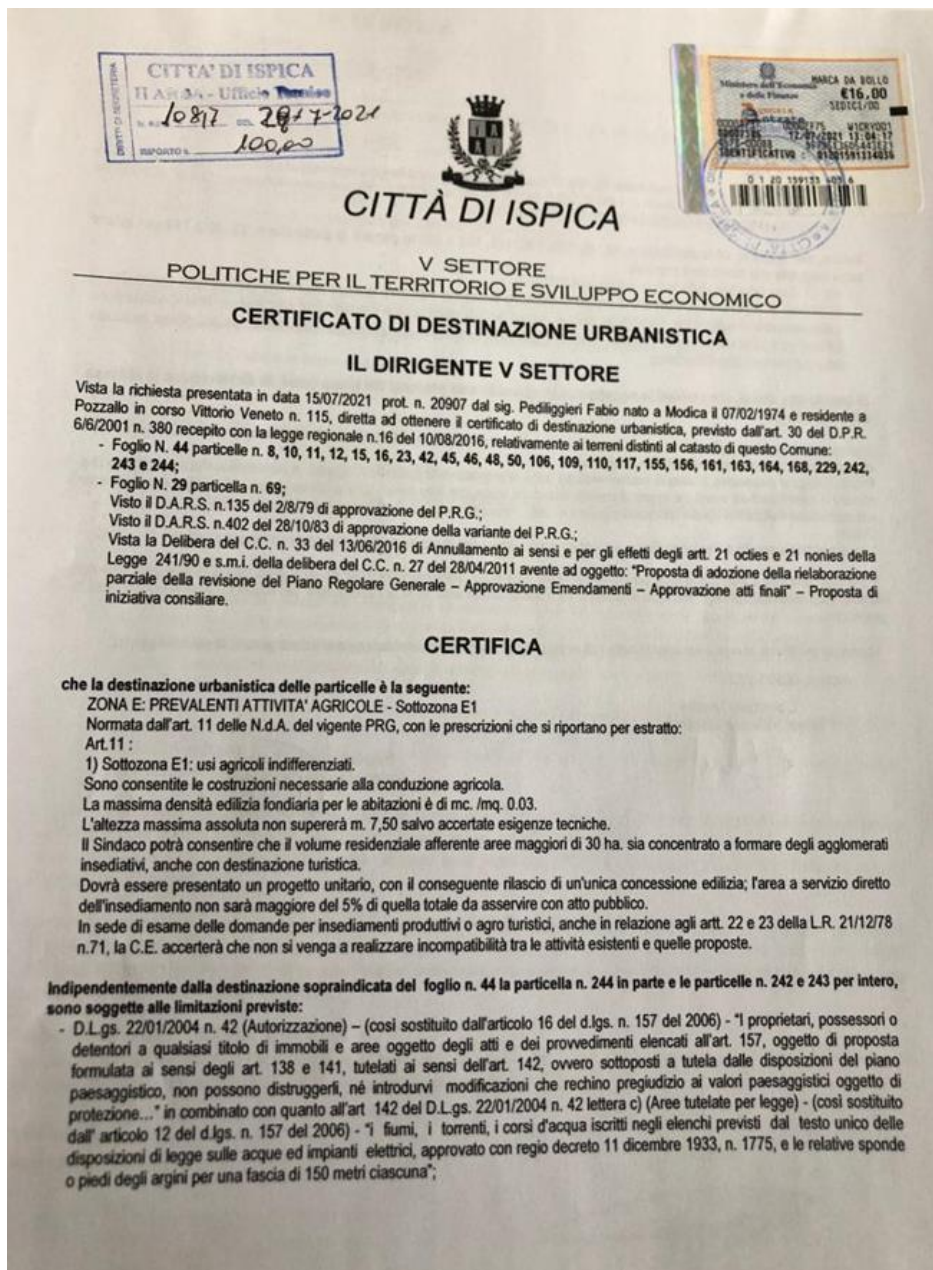 DIRITTI DI SEGRETERIA
CITTA' DI ISPICA
II AREA - Ufficio Tecnico
DEL
IMPORTO €
100,00
Ministero dell'Economia
e delle Finanze
MARCA DA BOLLO
€16,00
SEDICI/00
IDENTIFICATIVO : 01201591334036
0 1 20 159133 403 6
CITTÀ DI ISPICA
V SETTORE
POLITICHE PER IL TERRITORIO E SVILUPPO ECONOMICO
CERTIFICATO DI DESTINAZIONE URBANISTICA
IL DIRIGENTE V SETTORE
Vista la richiesta presentata in data 15/07/2021 prot. n. 20907 dal sig. Pediliggieri Fabio nato a Modica il 07/02/1974 e residente a
Pozzallo in corso Vittorio Veneto n. 115, diretta ad ottenere il certificato di destinazione urbanistica, previsto dall'art. 30 del D.P.R.
6/6/2001 n. 380 recepito con la legge regionale n.16 del 10/08/2016, relativamente ai terreni distinti al catasto di questo Comune:
- Foglio N. 44 particelle n. 8, 10, 11, 12, 15, 16, 23, 42, 45, 46, 48, 50, 106, 109, 110, 117, 155, 156, 161, 163, 164, 168, 229, 242,
243 e 244;
- Foglio N. 29 particella n. 69;
Visto il D.A.R.S. n.135 del 2/8/79 di approvazione del P.R.G.;
Visto il D.A.R.S. n.402 del 28/10/83 di approvazione della variante del P.R.G.;
Vista la Delibera del C.C. n. 33 del 13/06/2016 di Annullamento ai sensi e per gli effetti degli artt. 21 octies e 21 nonies della
Legge 241/90 e s.m.i. della delibera del C.C. n. 27 del 28/04/2011 avente ad oggetto: "Proposta di adozione della rielaborazione
parziale della revisione del Piano Regolare Generale – Approvazione Emendamenti – Approvazione atti finali" – Proposta di
iniziativa consiliare.
CERTIFICA
che la destinazione urbanistica delle particelle è la seguente:
ZONA E: PREVALENTI ATTIVITA' AGRICOLE - Sottozona E1
Normata dall'art. 11 delle N.d.A. del vigente PRG, con le prescrizioni che si riportano per estratto:
Art.11 :
1) Sottozona E1: usi agricoli indifferenziati.
Sono consentite le costruzioni necessarie alla conduzione agricola.
La massima densità edilizia fondiaria per le abitazioni è di mc. /mq. 0.03.
L'altezza massima assoluta non supererà m. 7,50 salvo accertate esigenze tecniche.
Il Sindaco potrà consentire che il volume residenziale afferente aree maggiori di 30 ha. sia concentrato a formare degli agglomerati
insediativi, anche con destinazione turistica.
Dovrà essere presentato un progetto unitario, con il conseguente rilascio di un'unica concessione edilizia; l'area a servizio diretto
dell'insediamento non sarà maggiore del 5% di quella totale da asservire con atto pubblico.
In sede di esame delle domande per insediamenti produttivi o agro turistici, anche in relazione agli artt. 22 e 23 della L.R. 21/12/78
n.71, la C.E. accerterà che non si venga a realizzare incompatibilità tra le attività esistenti e quelle proposte.
Indipendentemente dalla destinazione sopraindicata del foglio n. 44 la particella n. 244 in parte e le particelle n. 242 e 243 per intero,
sono soggette alle limitazioni previste:
- D.L.gs. 22/01/2004 n. 42 (Autorizzazione) – (così sostituito dall'articolo 16 del d.lgs. n. 157 del 2006) - "I proprietari, possessori o
detentori a qualsiasi titolo di immobili e aree oggetto degli atti e dei provvedimenti elencati all'art. 157, oggetto di proposta
formulata ai sensi degli art. 138 e 141, tutelati ai sensi dell'art. 142, ovvero sottoposti a tutela dalle disposizioni del piano
paesaggistico, non possono distruggerli, né introdurvi modificazioni che rechino pregiudizio ai valori paesaggistici oggetto di
protezione..." in combinato con quanto all'art 142 del D.L.gs. 22/01/2004 n. 42 lettera c) (Aree tutelate per legge) - (così sostituito
dall' articolo 12 del d.lgs. n. 157 del 2006) - "i fiumi, i torrenti, i corsi d'acqua iscritti negli elenchi previsti dal testo unico delle
disposizioni di legge sulle acque ed impianti elettrici, approvato con regio decreto 11 dicembre 1933, n. 1775, e le relative sponde
o piedi degli argini per una fascia di 150 metri ciascuna";